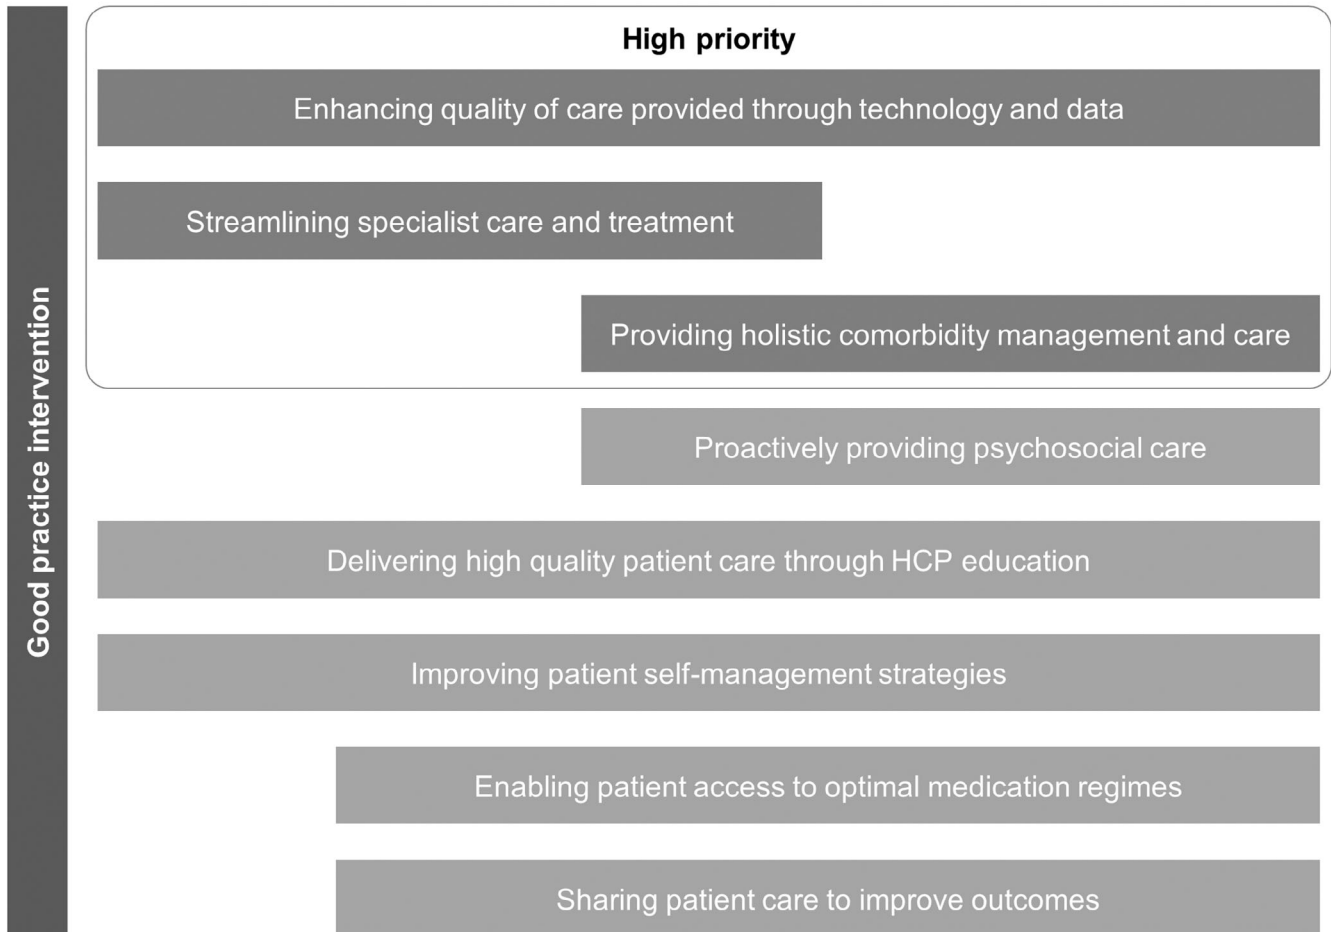 High priority
Enhancing quality of care provided through technology and data
Streamlining specialist care and treatment
Providing holistic comorbidity management and care
Proactively providing psychosocial care
Delivering high quality patient care through HCP education
Improving patient self-management strategies
Enabling patient access to optimal medication regimes
Sharing patient care to improve outcomes
Good practice intervention